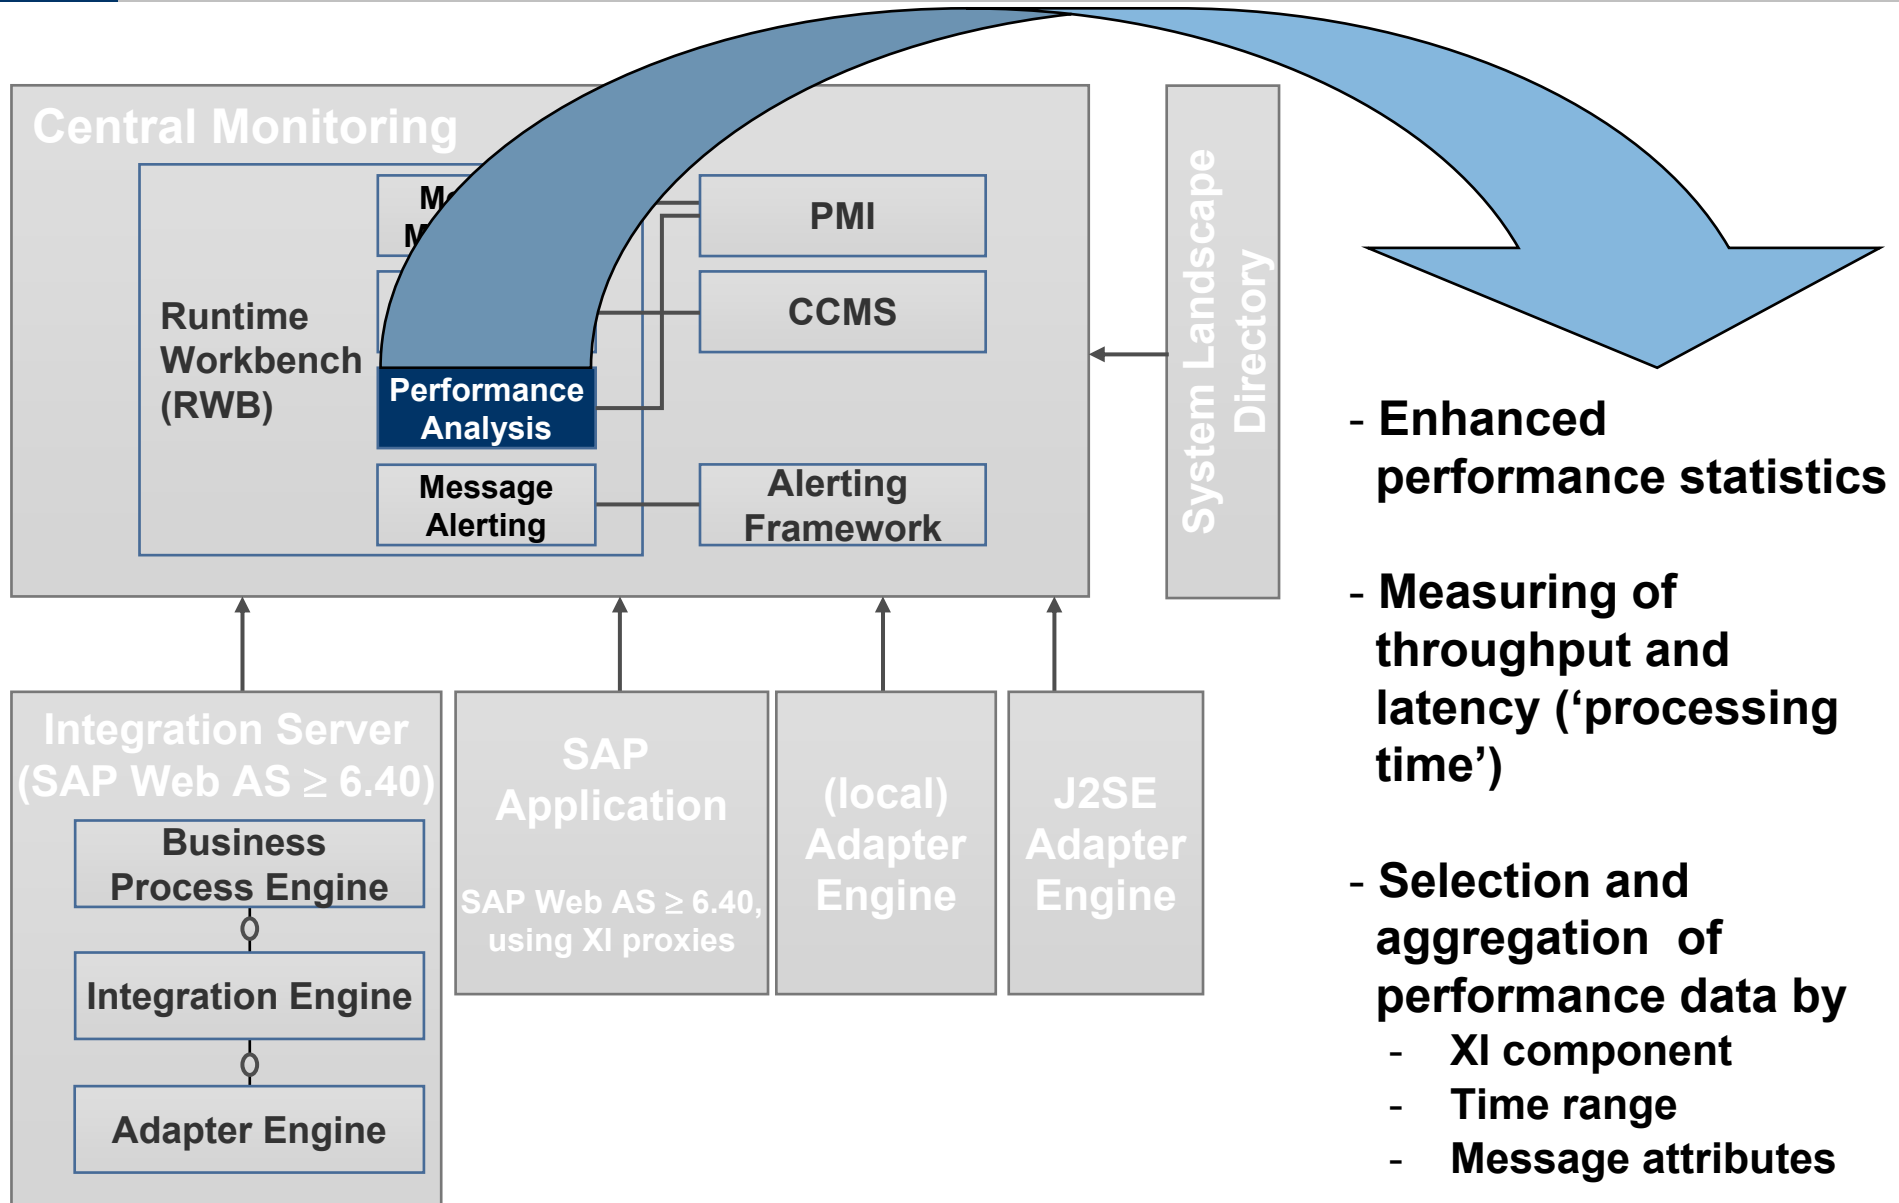 Central Monitoring
Runtime
Workbench
(RWB)
Performance
Analysis
Message
Alerting
PMI
CCMS
Alerting
Framework
System Landscape
Directory
Integration Server
(SAP Web AS ≥ 6.40)
Business
Process Engine
Integration Engine
Adapter Engine
SAP
Application
SAP Web AS ≥ 6.40,
using XI proxies
(local)
Adapter
Engine
J2SE
Adapter
Engine
- Enhanced
performance statistics
- Measuring of
throughput and
latency (‘processing
time’)
- Selection and
aggregation of
performance data by
- XI component
- Time range
- Message attributes